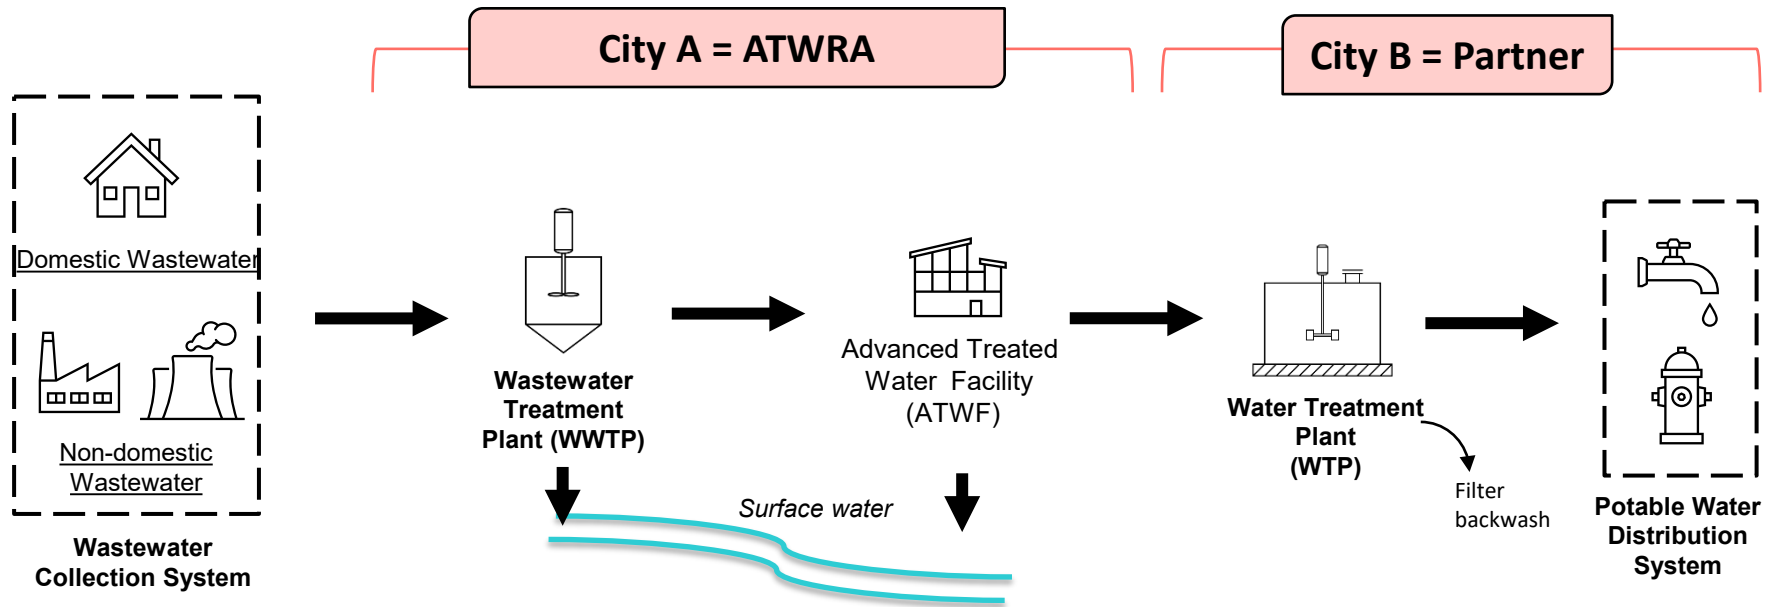 City A = ATWRA
City B = Partner
Domestic Wastewater
Non-domestic
Wastewater
Wastewater
Collection System
Wastewater
Treatment
Plant (WWTP)
Surface water
Advanced Treated
Water Facility
(ATWF)
Water Treatment
Plant
(WTP)
Filter
backwash
Potable Water
Distribution
System